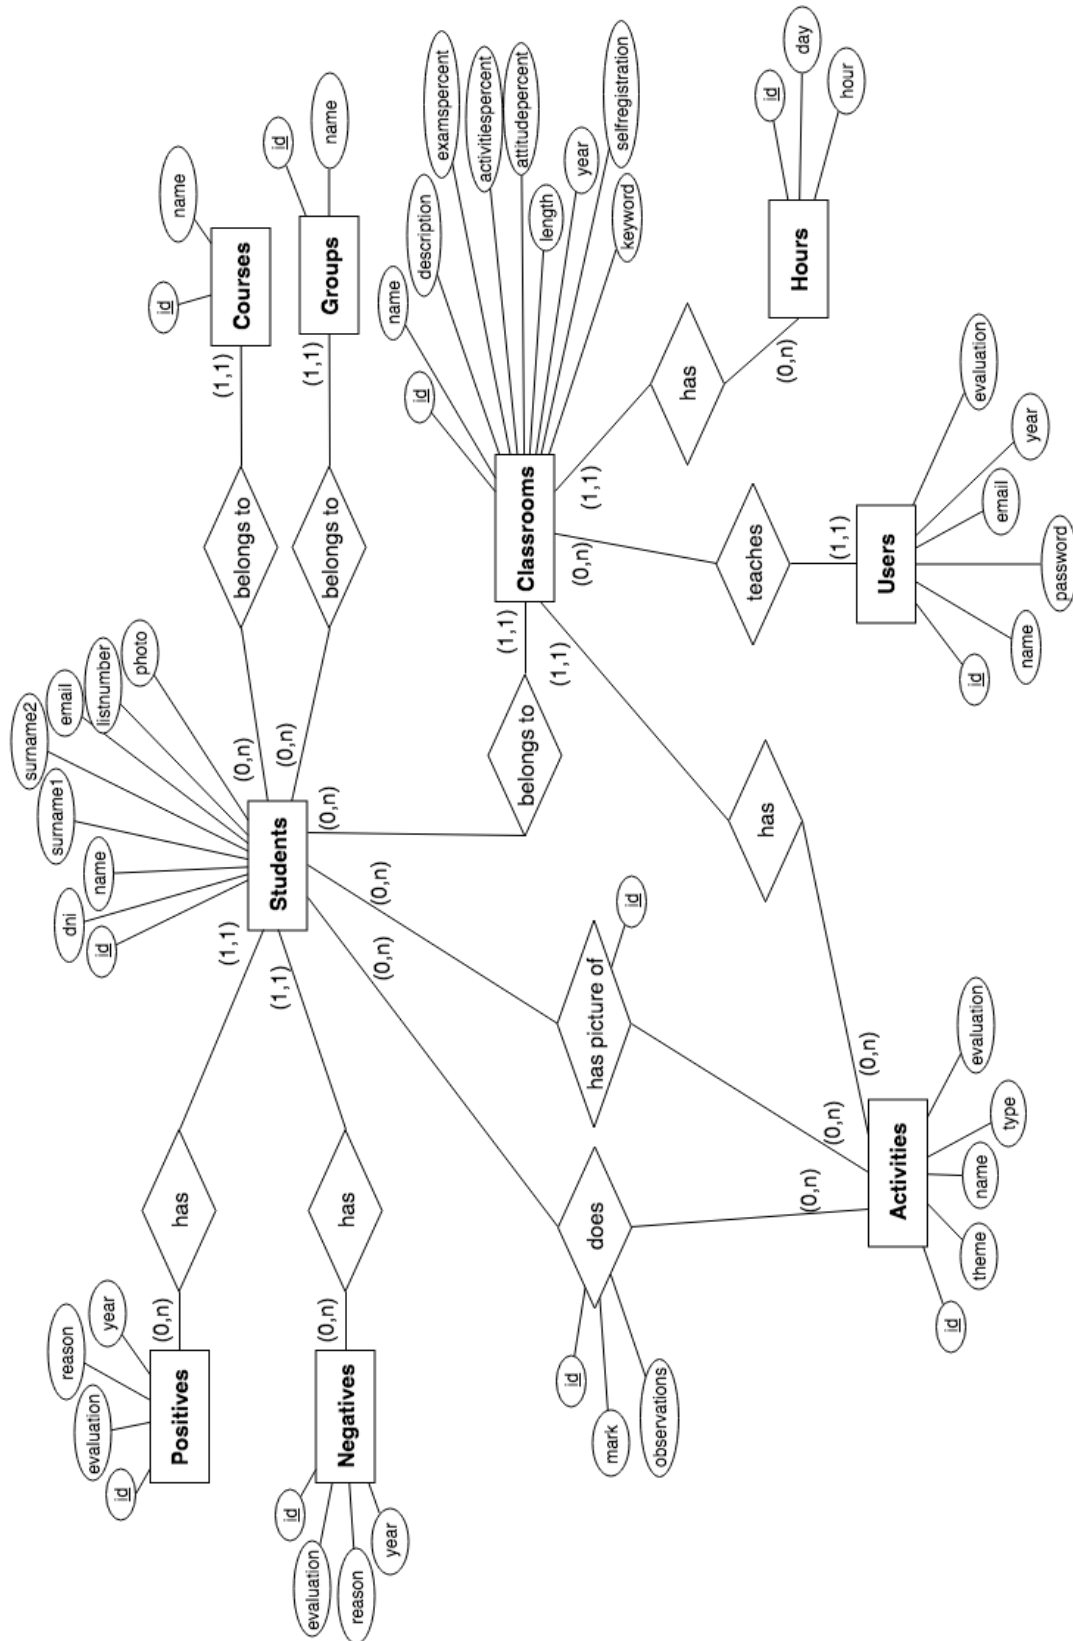 id
evaluation
reason
year
Positives
(0,n)
has
(1,1)
id
dni
name
surname1
surname2
email
listnumber
photo
Students
(0,n)
belongs to
(1,1)
id
name
Courses
(0,n)
belongs to
(1,1)
id
name
Groups
id
evaluation
reason
year
Negatives
(0,n)
has
(1,1)
(0,n)
belongs to
(1,1)
id
name
description
examspercent
activitiespercent
attitudepercent
length
year
selfregistration
keyword
Classrooms
(0,n)
does
id
mark
observations
(0,n)
(0,n)
has picture of
id
(0,n)
(1,1)
has
(0,n)
(0,n)
teaches
(1,1)
(1,1)
has
(0,n)
id
day
hour
Hours
Activities
id
theme
name
type
evaluation
Users
id
name
password
email
year
evaluation